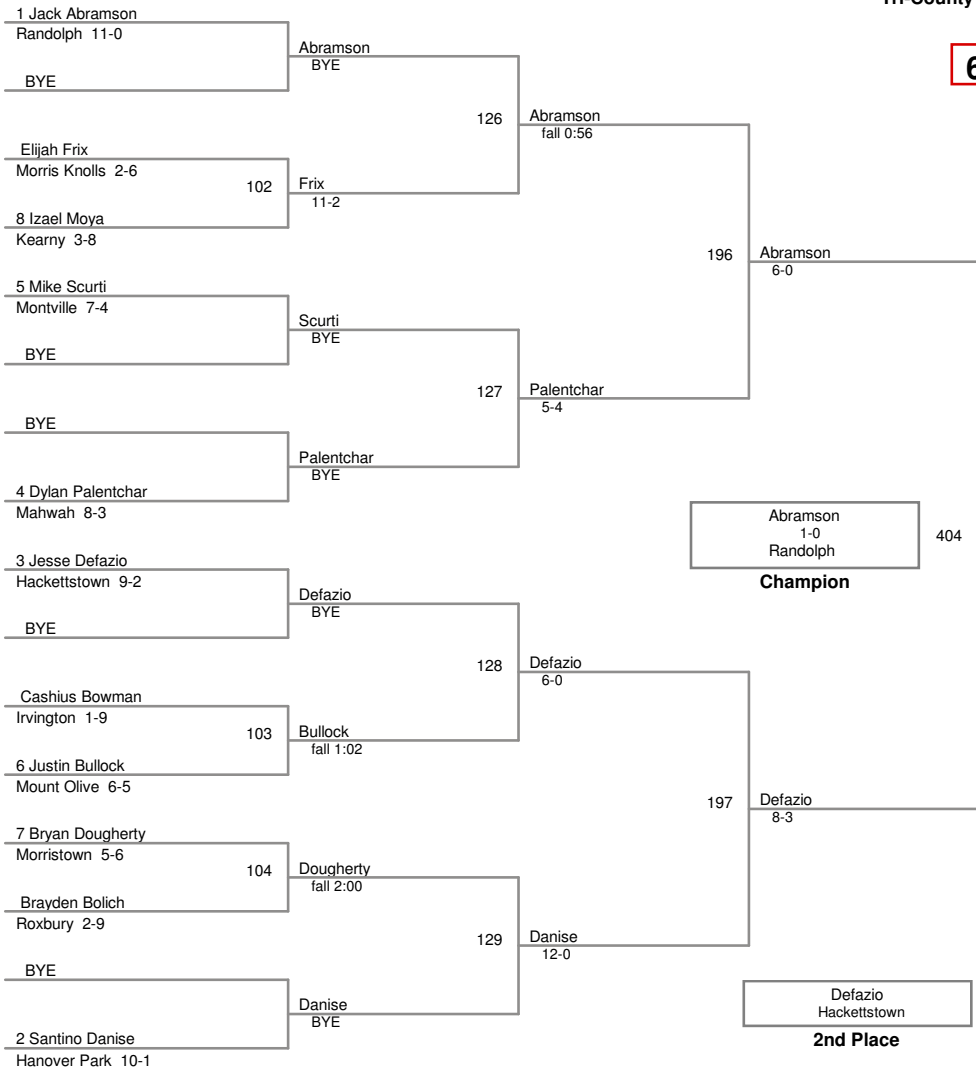 Tri-County
6
1 Jack Abramson
Randolph 11-0
Abramson
BYE
BYE
126
Abramson
fall 0:56
Elijah Frix
Morris Knolls 2-6
102
Frix
11-2
8 Izael Moya
Kearny 3-8
196
Abramson
6-0
5 Mike Scurti
Montville 7-4
Scurti
BYE
BYE
127
Palentchar
5-4
BYE
Palentchar
BYE
4 Dylan Palentchar
Mahwah 8-3
Abramson
1-0
Randolph
404
Champion
3 Jesse Defazio
Hackettstown 9-2
Defazio
BYE
BYE
128
Defazio
6-0
Cashius Bowman
Irvington 1-9
103
Bullock
fall 1:02
6 Justin Bullock
Mount Olive 6-5
197
Defazio
8-3
7 Bryan Dougherty
Morristown 5-6
104
Dougherty
fall 2:00
Brayden Bolich
Roxbury 2-9
129
Danise
12-0
BYE
Danise
BYE
2 Santino Danise
Hanover Park 10-1
Defazio
Hackettstown
2nd Place